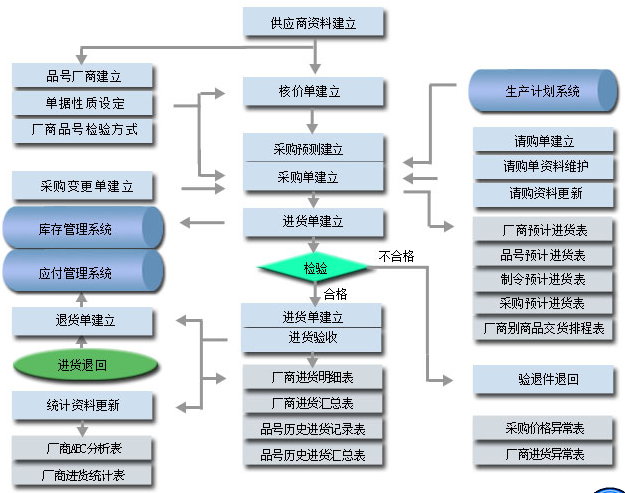 供应商资料建立
品号厂商建立
单据性质设定
厂商品号检验方式
核价单建立
生产计划系统
采购预测建立
采购单建立
请购单建立
请购单资料维护
请购资料更新
采购变更单建立
库存管理系统
应付管理系统
进货单建立
检验
不合格
合格
厂商预计进货表
品号预计进货表
制令预计进货表
采购预计进货表
厂商别商品交货排程表
退货单建立
进货退回
进货单建立
进货验收
统计资料更新
厂商进货明细表
厂商进货汇总表
品号历史进货记录表
品号历史进货汇总表
验退件退回
厂商ABC分析表
厂商进货统计表
采购价格异常表
厂商进货异常表